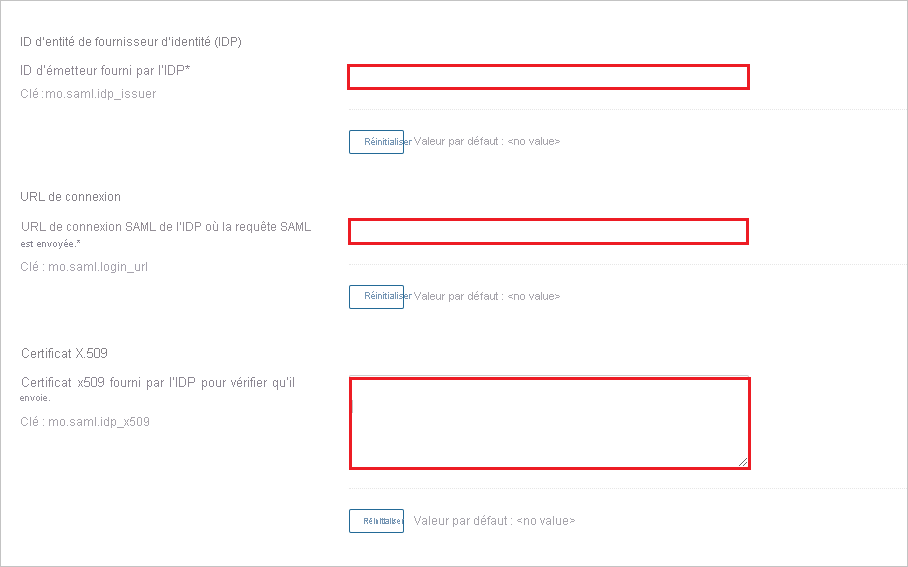 ID d'entité de fournisseur d'identité (IDP)
ID d'émetteur fourni par l'IDP*
Clé : mo.saml.idp_issuer
Réinitialiser Valeur par défaut : <no value>
URL de connexion
URL de connexion SAML de l'IDP où la requête SAML
est envoyée.*
Clé : mo.saml.login_url
Réinitialiser Valeur par défaut : <no value>
Certificat X.509
Certificat x509 fourni par l'IDP pour vérifier qu'il
envoie.
Clé : mo.saml.idp_x509
Réinitialiser Valeur par défaut : <no value>